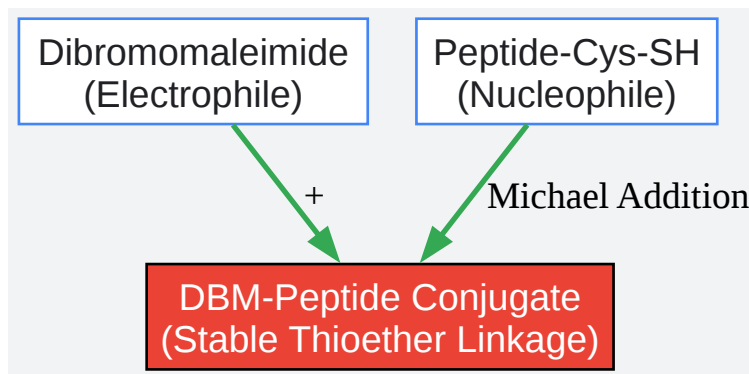 Dibromomaleimide
(Electrophile)
Peptide-Cys-SH
(Nucleophile)
+
Michael Addition
DBM-Peptide Conjugate
(Stable Thioether Linkage)